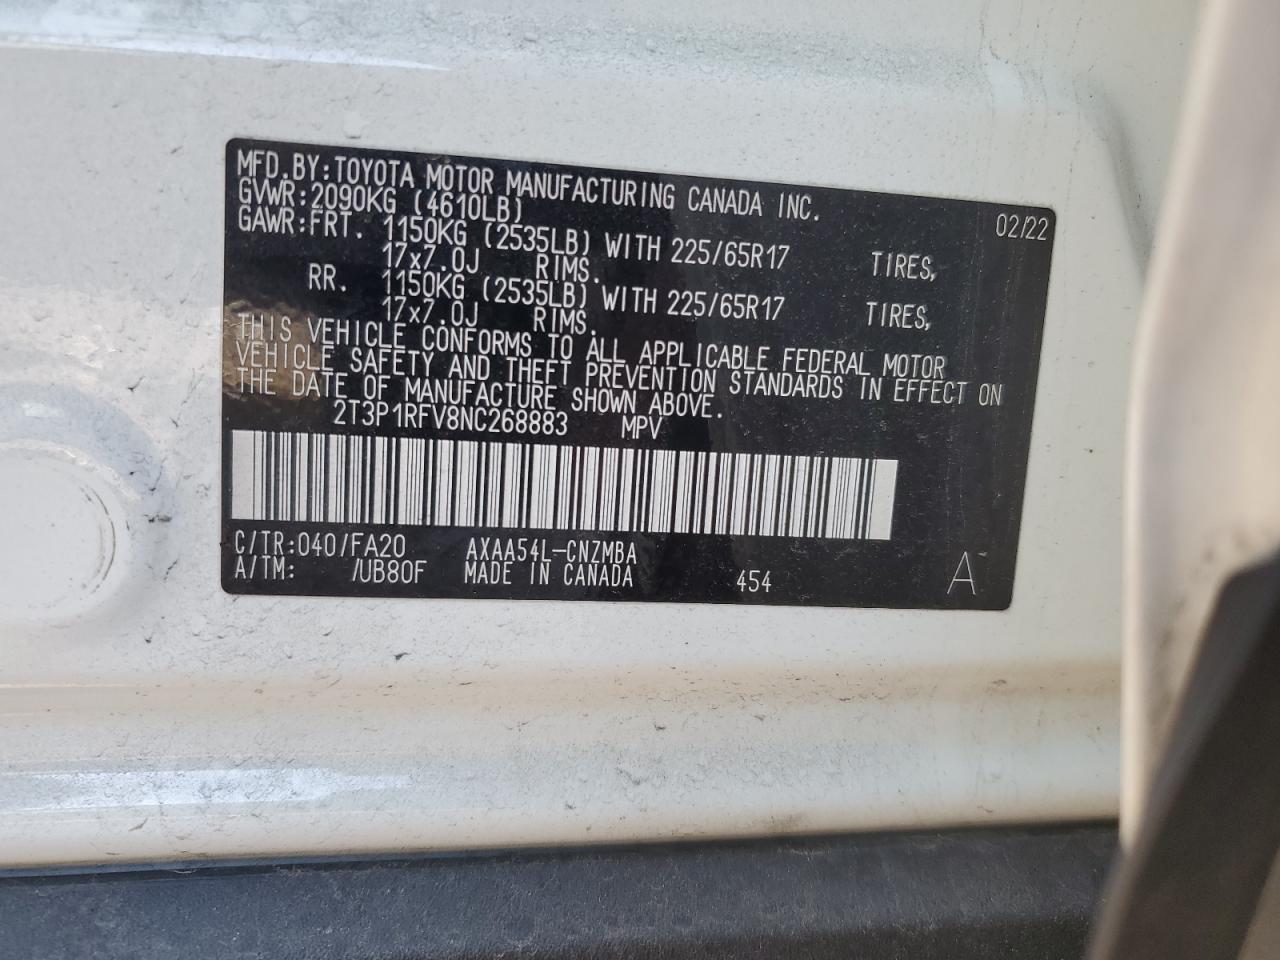 MFD.BY:TOYOTA MOTOR MANUFACTURING CANADA INC. 02/22
GVWR:2090KG (4610LB)
GAWR:FRT. 1150KG (2535LB) WITH 225/65R17 TIRES,
17x7.0J RIMS.
RR. 1150KG (2535LB) WITH 225/65R17 TIRES,
17x7.0J RIMS.
THIS VEHICLE CONFORMS TO ALL APPLICABLE FEDERAL MOTOR
VEHICLE SAFETY AND THEFT PREVENTION STANDARDS IN EFFECT ON
THE DATE OF MANUFACTURE SHOWN ABOVE.
2T3P1RFV8NC268883 MPV
C/TR:040/FA20 AXAA54L-CNZMBA
A/TM: /UB80F MADE IN CANADA 454 A